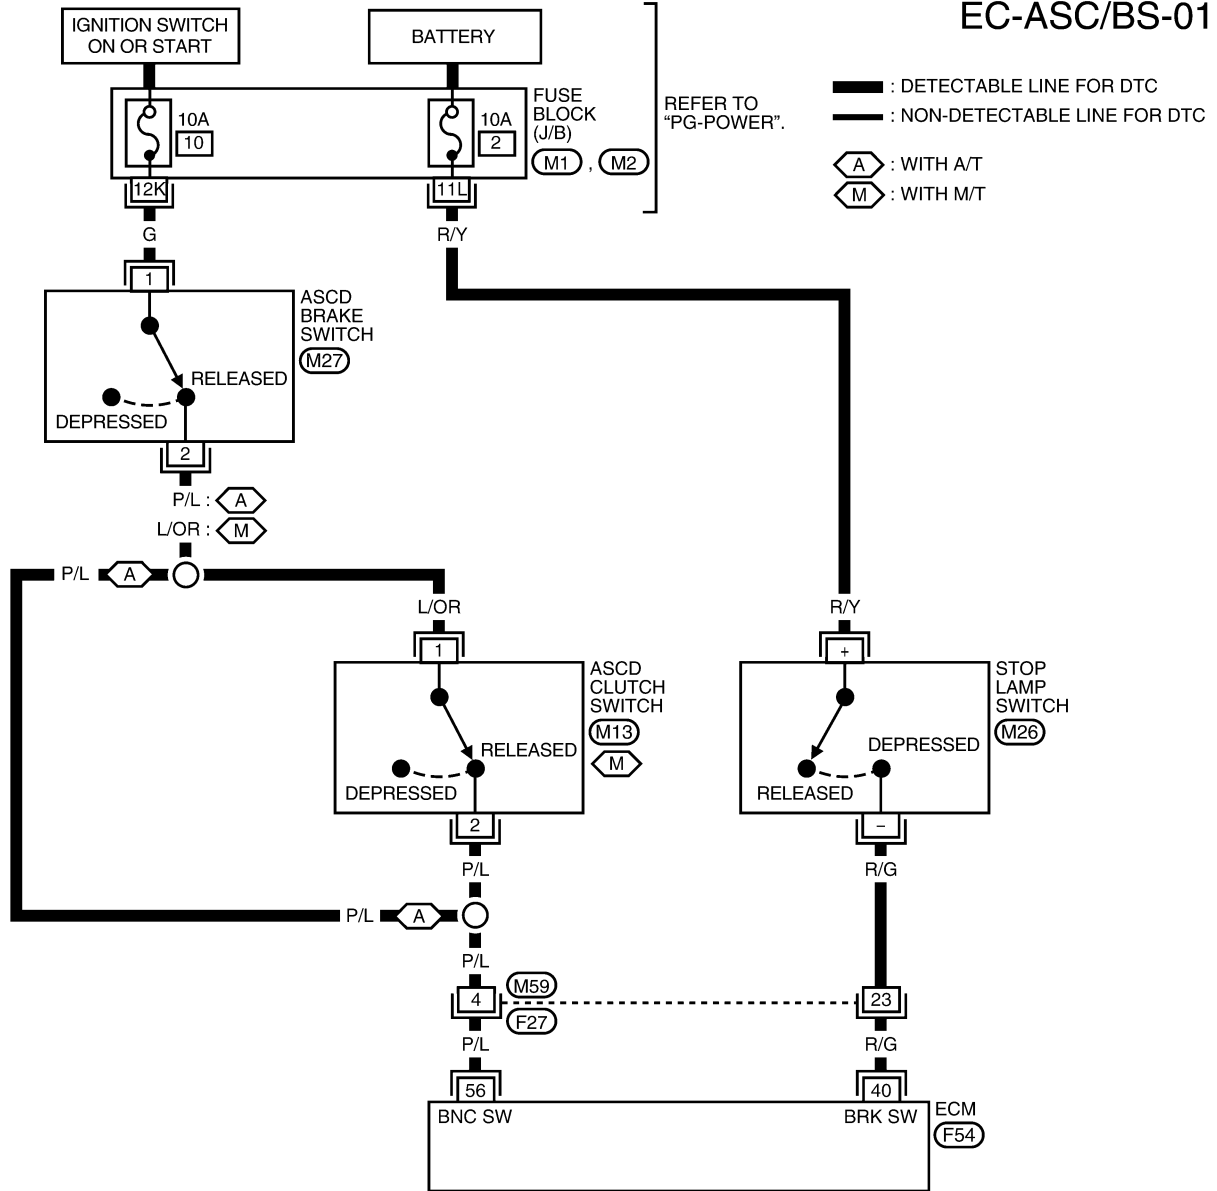 EC-ASC/BS-01
IGNITION SWITCH
ON OR START
BATTERY
10A
10
10A
2
FUSE
BLOCK
(J/B)
M1 , M2
REFER TO
“PG-POWER”.
: DETECTABLE LINE FOR DTC
: NON-DETECTABLE LINE FOR DTC
A : WITH A/T
M : WITH M/T
12K
11L
G
R/Y
1
ASCD
BRAKE
SWITCH
M27
RELEASED
DEPRESSED
2
P/L : A
L/OR : M
P/L
A
L/OR
R/Y
1
+
ASCD
CLUTCH
SWITCH
M13
M
RELEASED
DEPRESSED
STOP
LAMP
SWITCH
M26
DEPRESSED
RELEASED
2
–
P/L
R/G
P/L
A
P/L
4
M59
F27
23
P/L
R/G
56
40
BNC SW
BRK SW
ECM
F54